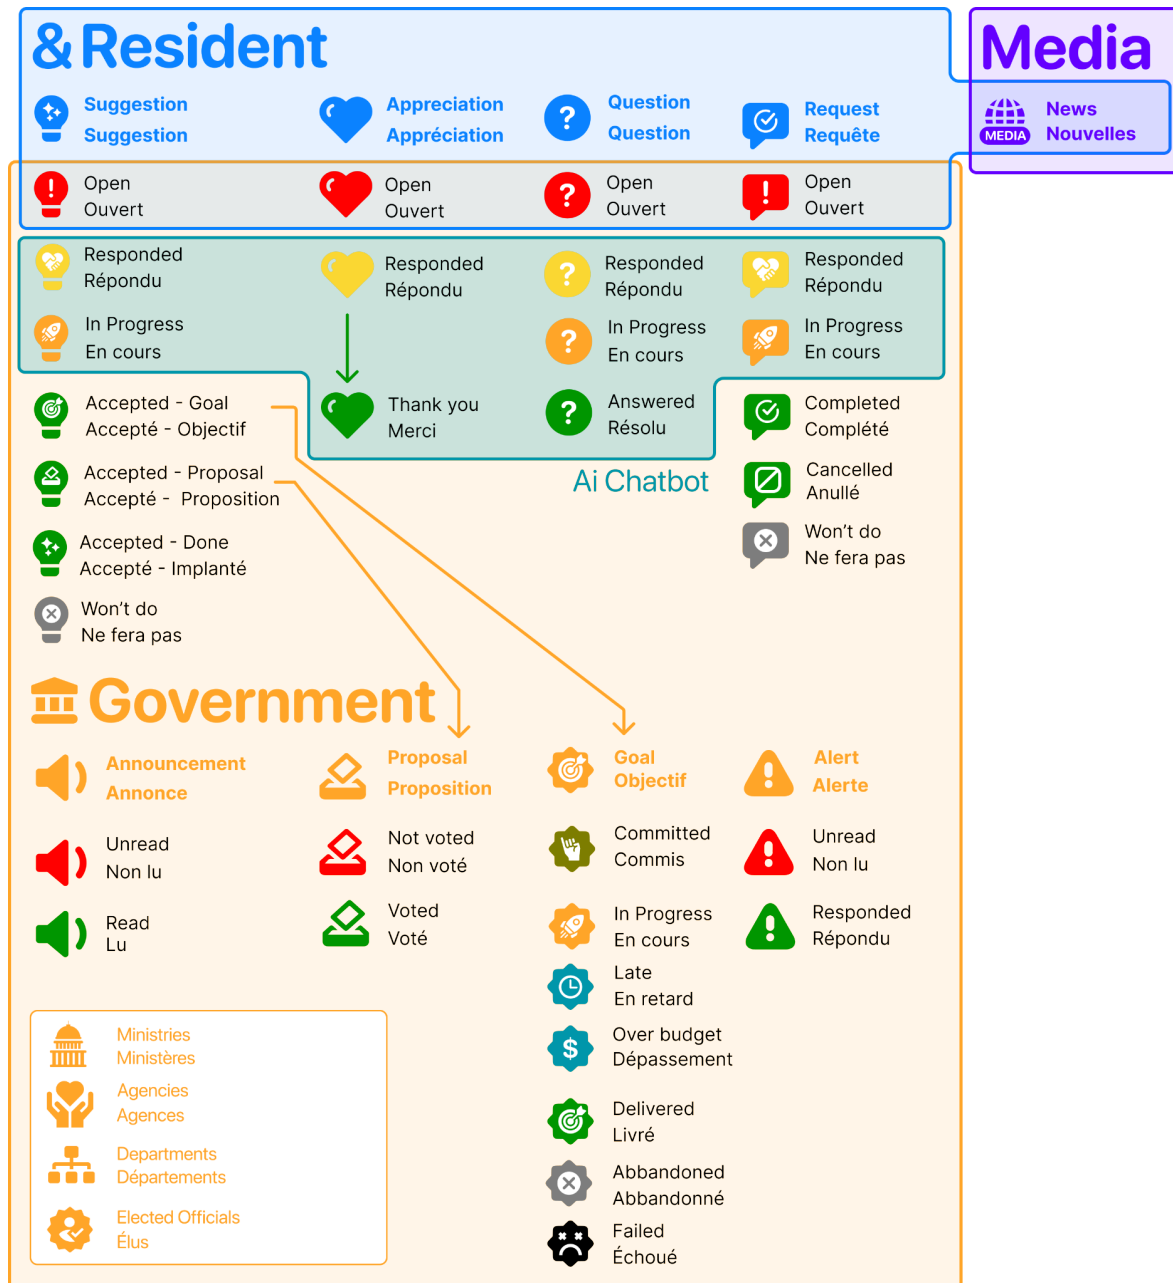 & Resident
Media
Suggestion
Suggestion
Appreciation
Appréciation
Question
Question
Request
Requête
MEDIA
News
Nouvelles
Open
Ouvert
Open
Ouvert
Open
Ouvert
Open
Ouvert
Responded
Répondu
Responded
Répondu
Responded
Répondu
Responded
Répondu
In Progress
En cours
In Progress
En cours
In Progress
En cours
Accepted - Goal
Accepté - Objectif
Thank you
Merci
Answered
Résolu
Completed
Complété
Accepted - Proposal
Accepté - Proposition
Ai Chatbot
Cancelled
Anullé
Accepted - Done
Accepté - Implanté
Won't do
Ne fera pas
Won't do
Ne fera pas
Government
Announcement
Annonce
Proposal
Proposition
Goal
Objectif
Alert
Alerte
Unread
Non lu
Not voted
Non voté
Committed
Commis
Unread
Non lu
Read
Lu
Voted
Voté
In Progress
En cours
Responded
Répondu
Late
En retard
Over budget
Dépassement
Delivered
Livré
Abbandoned
Abbandonné
Failed
Échoué
Ministries
Ministères
Agencies
Agences
Departments
Départements
Elected Officials
Élus